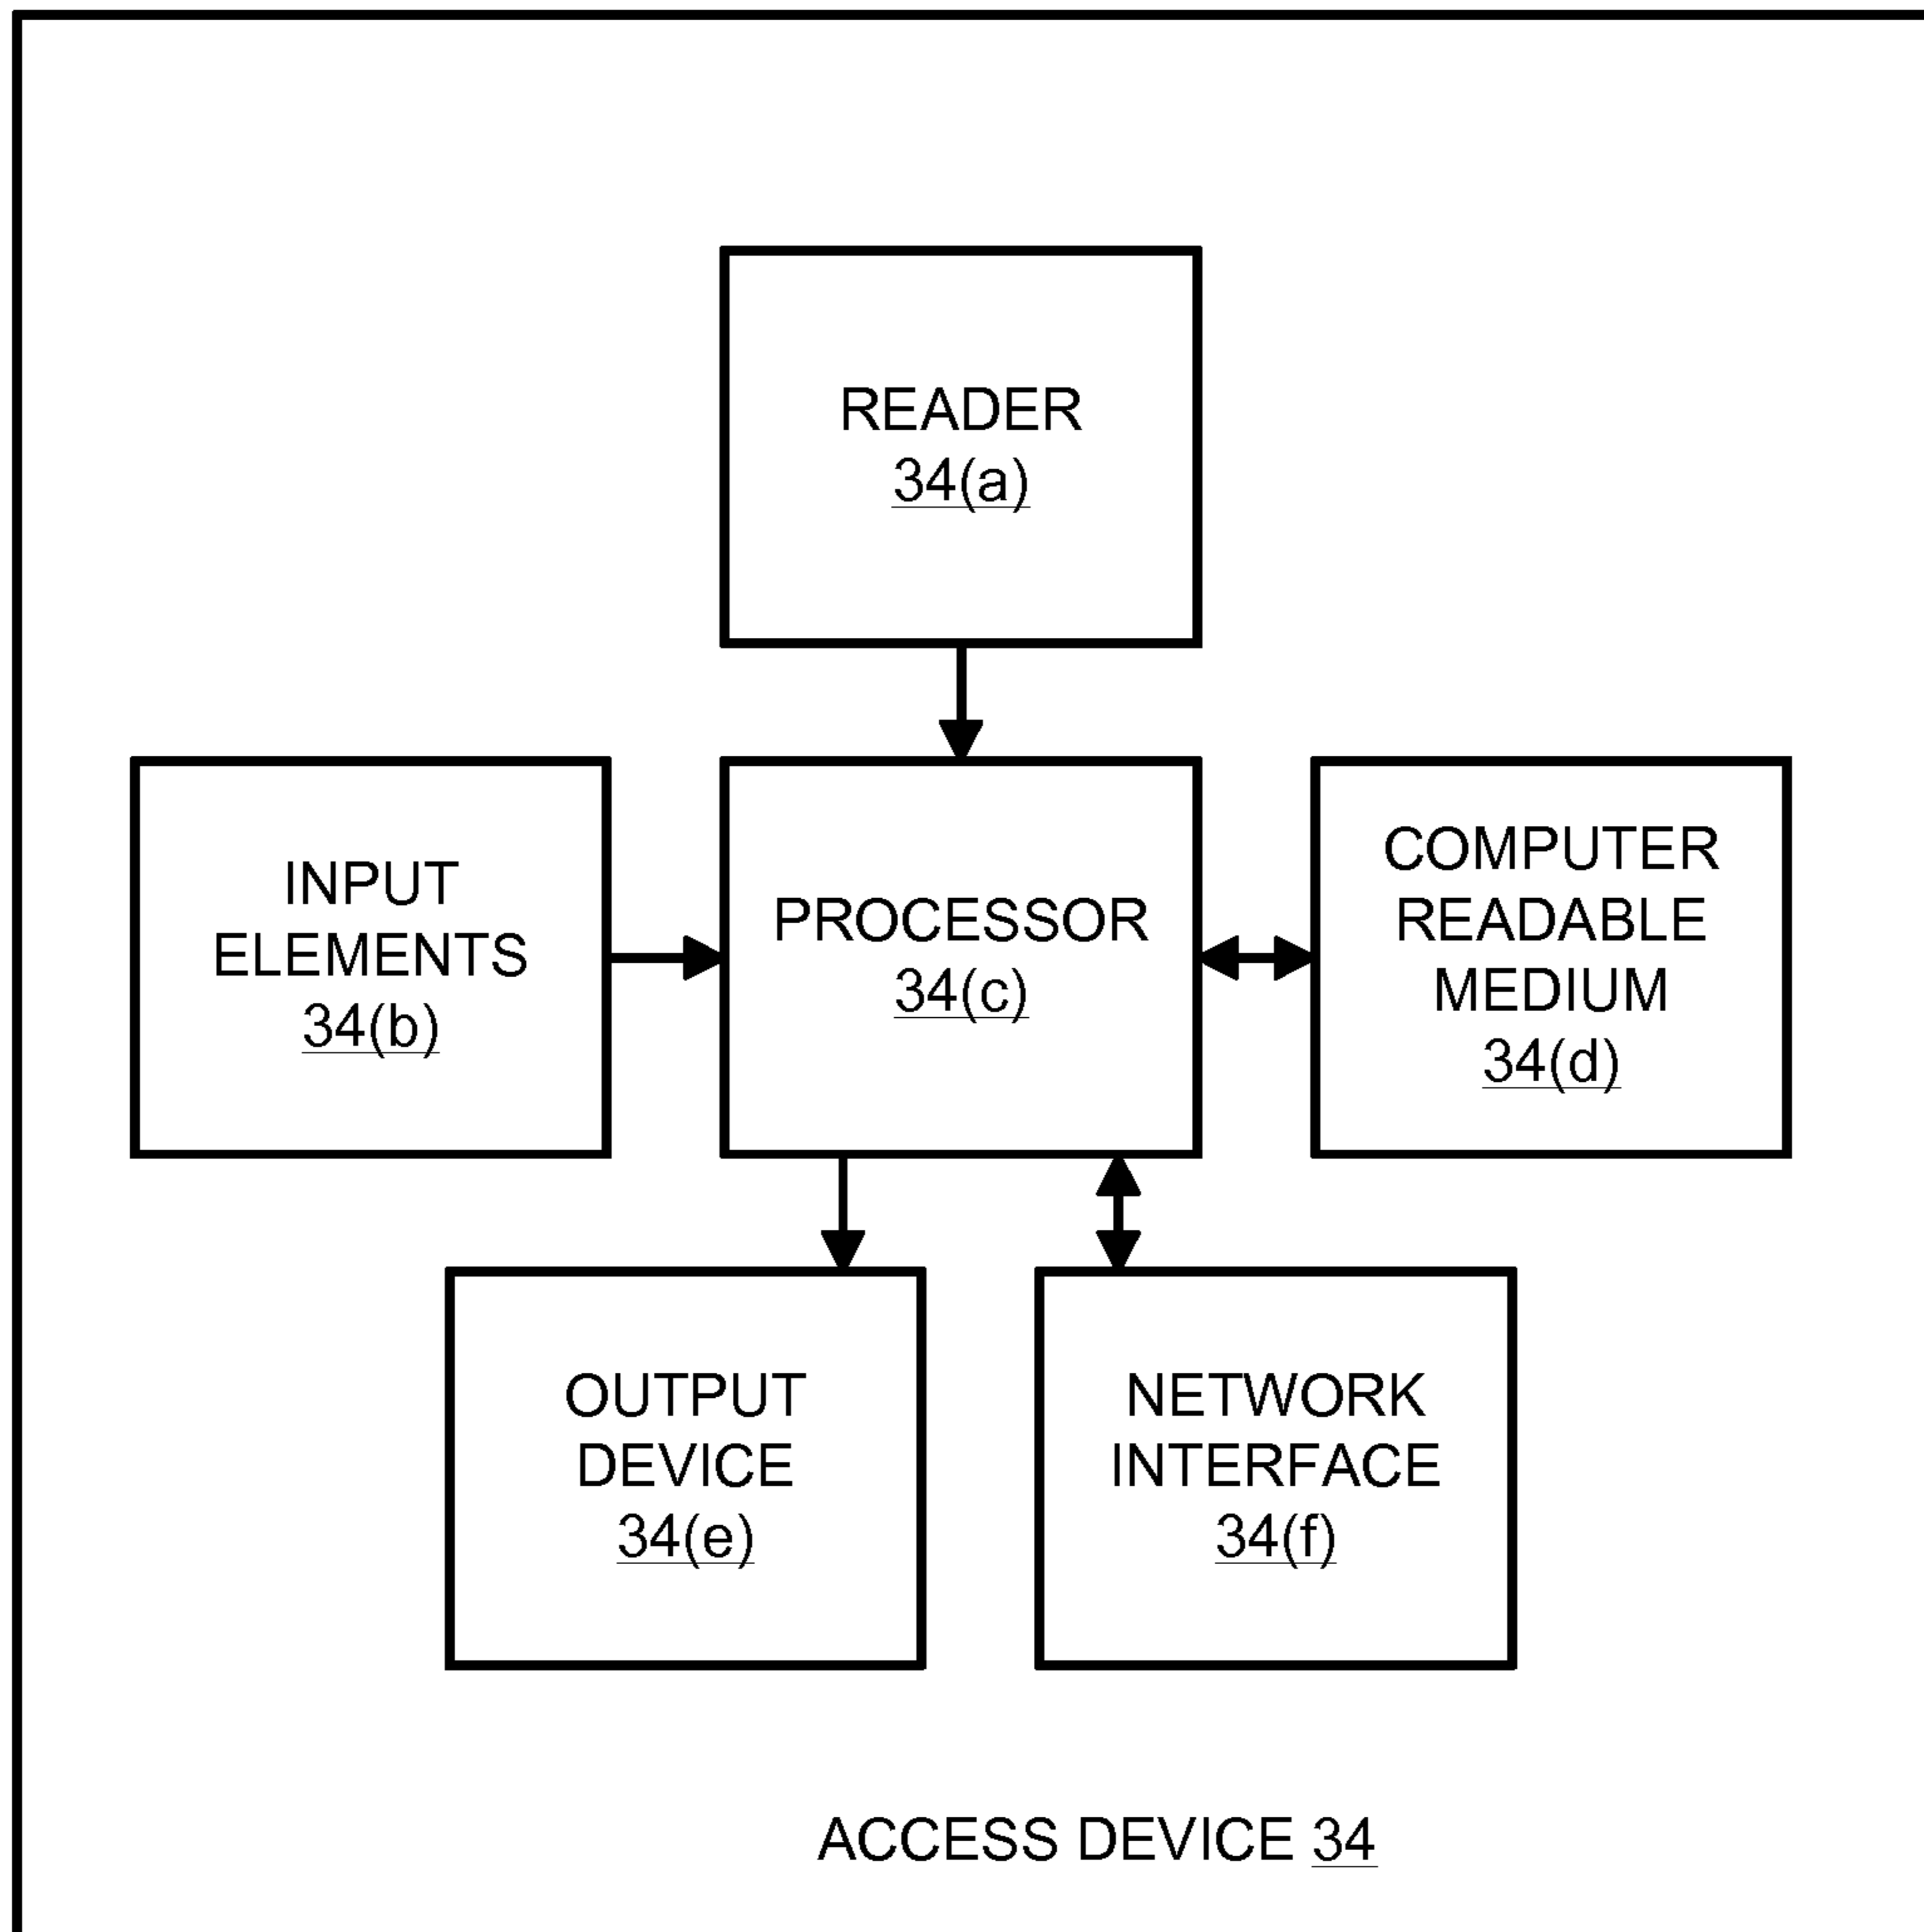 READER
34(a)
INPUT
ELEMENTS
34(b)
PROCESSOR
34(c)
COMPUTER
READABLE
MEDIUM
34(d)
OUTPUT
DEVICE
34(e)
NETWORK
INTERFACE
34(f)
ACCESS DEVICE 34